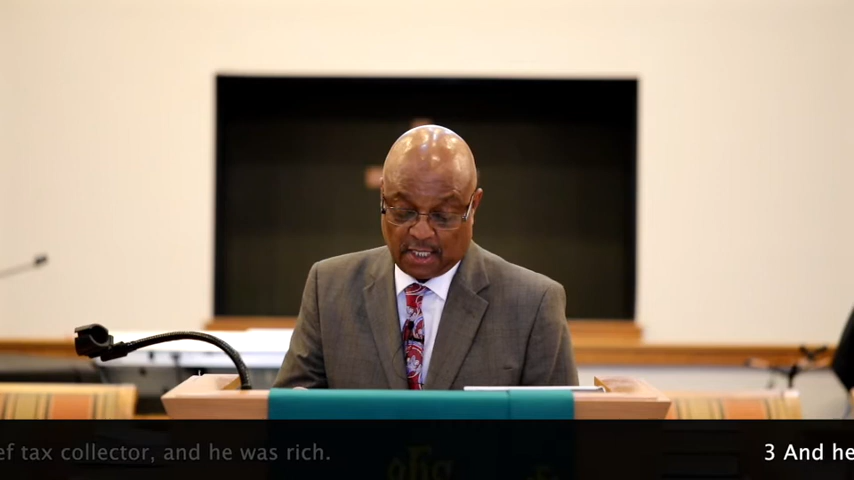 ef tax collector, and he was rich.
3 And he